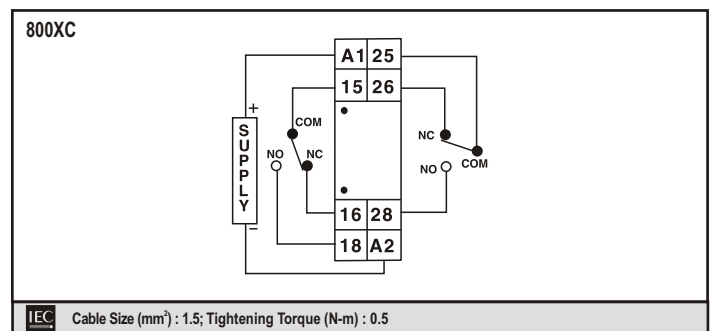 800XC
A1 25
15 26
+
SUPPLY
COM
NO
NC
NC
NO
COM
16 28
–
18 A2
IEC Cable Size (mm²) : 1.5; Tightening Torque (N-m) : 0.5